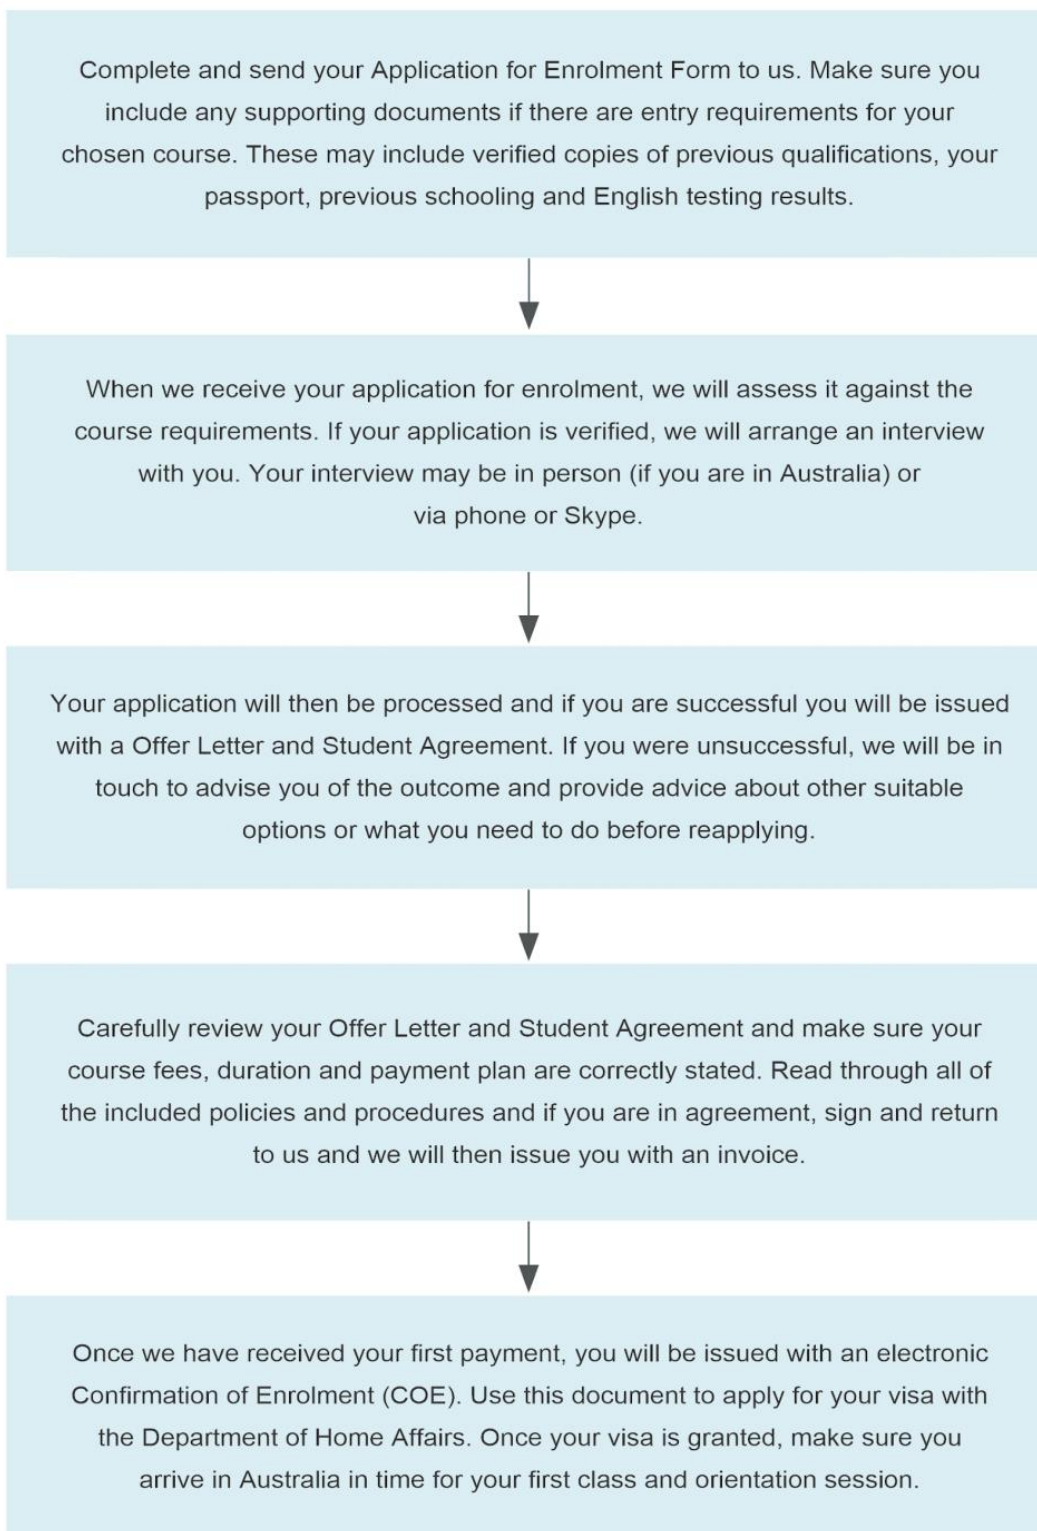 Complete and send your Application for Enrolment Form to us. Make sure you
include any supporting documents if there are entry requirements for your
chosen course. These may include verified copies of previous qualifications, your
passport, previous schooling and English testing results.
When we receive your application for enrolment, we will assess it against the
course requirements. If your application is verified, we will arrange an interview
with you. Your interview may be in person (if you are in Australia) or
via phone or Skype.
Your application will then be processed and if you are successful you will be issued
with a Offer Letter and Student Agreement. If you were unsuccessful, we will be in
touch to advise you of the outcome and provide advice about other suitable
options or what you need to do before reapplying.
Carefully review your Offer Letter and Student Agreement and make sure your
course fees, duration and payment plan are correctly stated. Read through all of
the included policies and procedures and if you are in agreement, sign and return
to us and we will then issue you with an invoice.
Once we have received your first payment, you will be issued with an electronic
Confirmation of Enrolment (COE). Use this document to apply for your visa with
the Department of Home Affairs. Once your visa is granted, make sure you
arrive in Australia in time for your first class and orientation session.